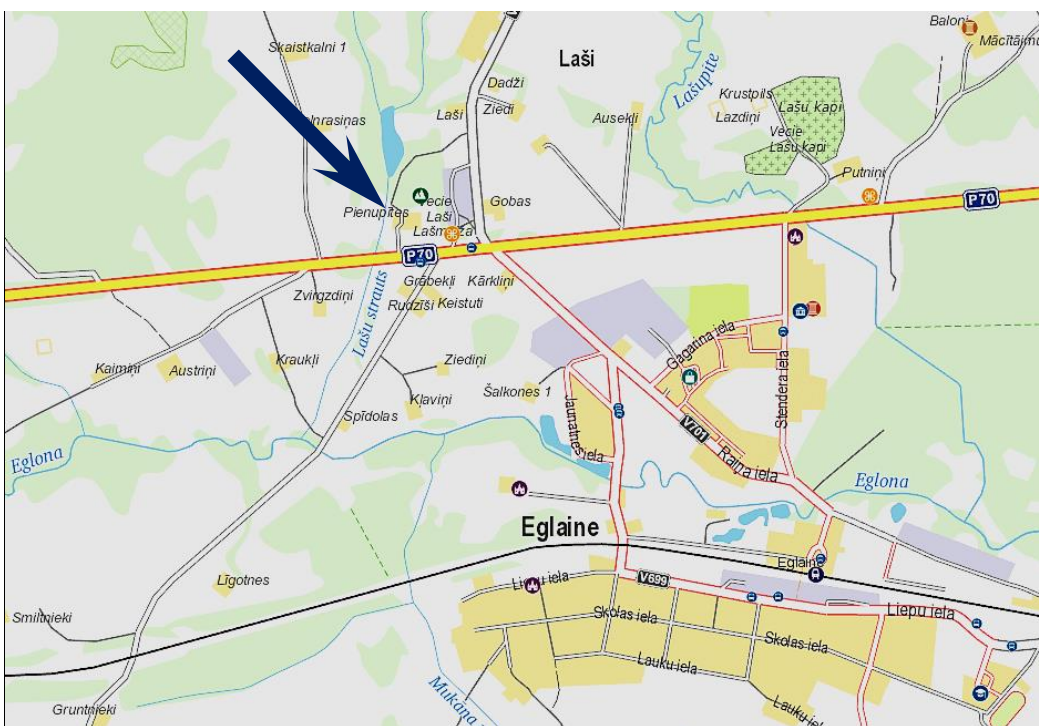 Skaistkalni 1
Laši
Baloņi
Mācītājmu
Dadži
Lašupīte
Laši
Ziedi
Ausekļi
Krustpils
Lašu kapi
Lazdiņi
Inrasiņas
Vecie
Lašu kapi
Putniņi
Pienupītes
Vecie
Laši
Gobas
P70
Lašmuiža
P70
Grābekļi
Kārkliņi
Zvirgzdiņi
Rudzīši
Keistuti
Lašu strauts
Gagarina iela
Kaimiņi
Austriņi
Kraukļi
Ziediņi
Šalkones 1
Stendera iela
Kļaviņi
Jaunatnes iela
Spīdolas
V701
Raiņa iela
Eglona
Eglona
Eglaine
Eglaine
Līgotnes
Liepu iela
V699
Smiltnieki
Skolas iela
Liepu iela
Skolas iela
Lauku iela
Mukāna
Gruntnieki
Lauku iela